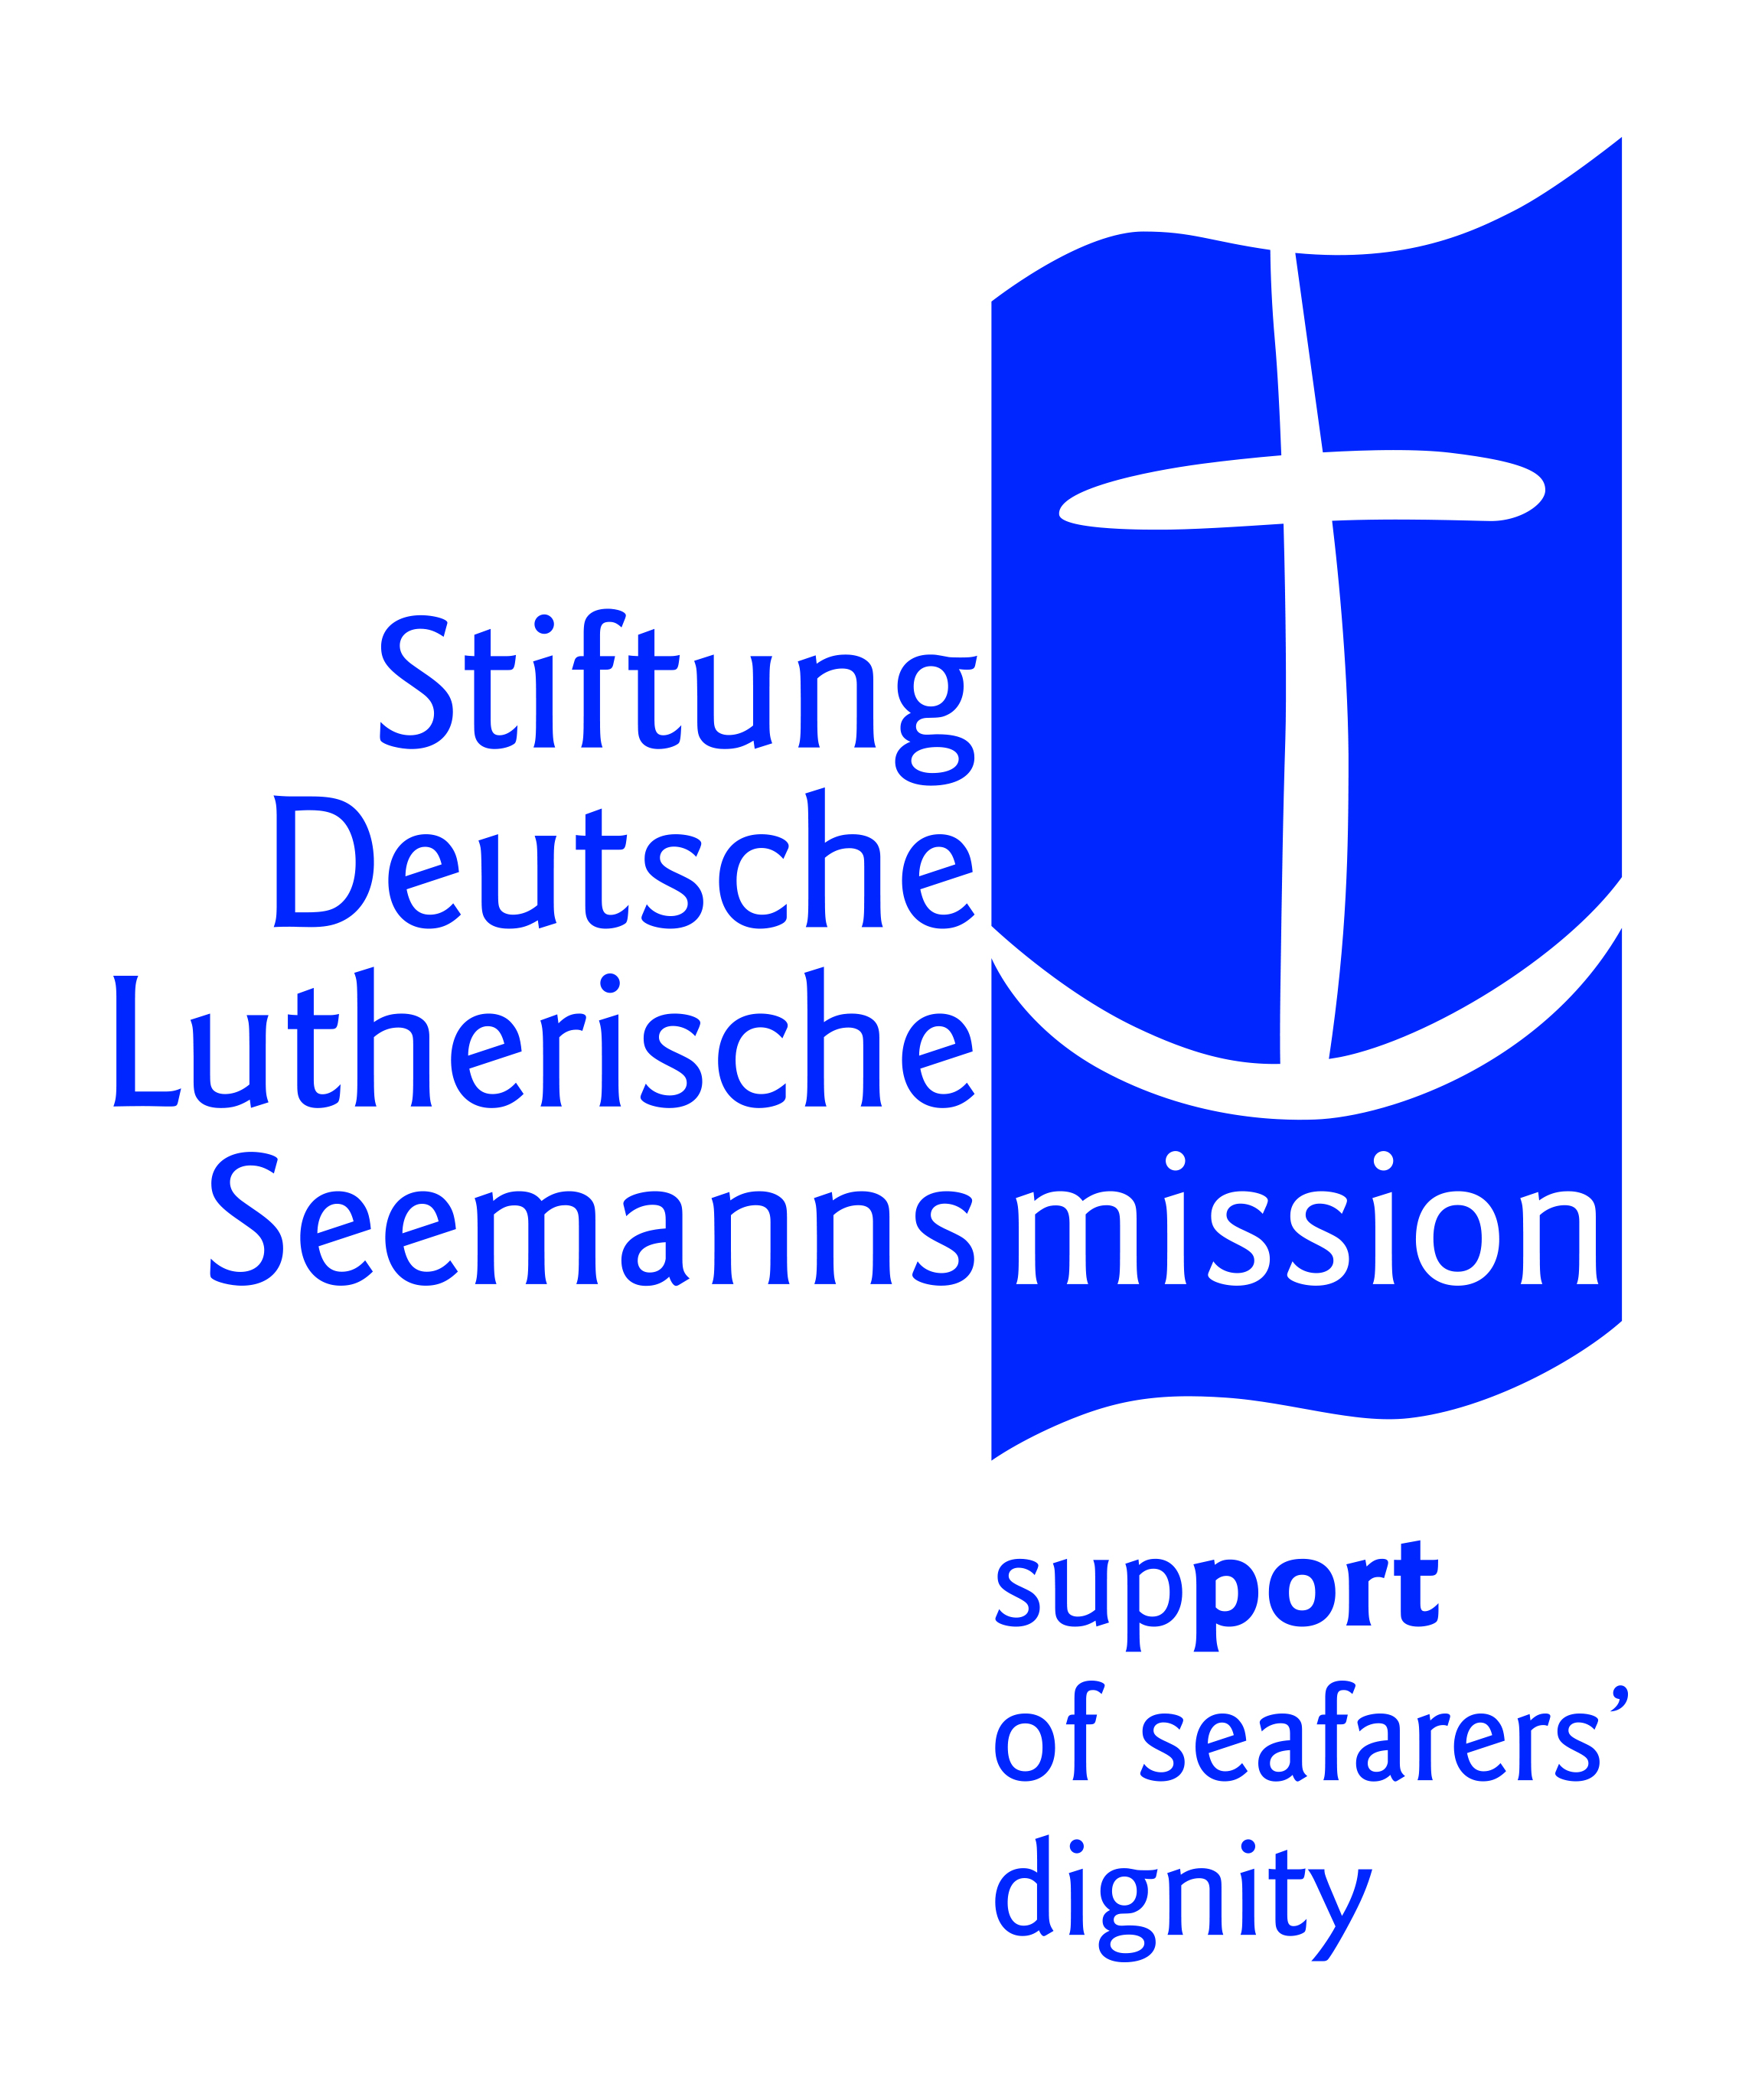 Stiftung
Deutsche
Lutherische
Seemannsmission
support
of seafarers’
dignity